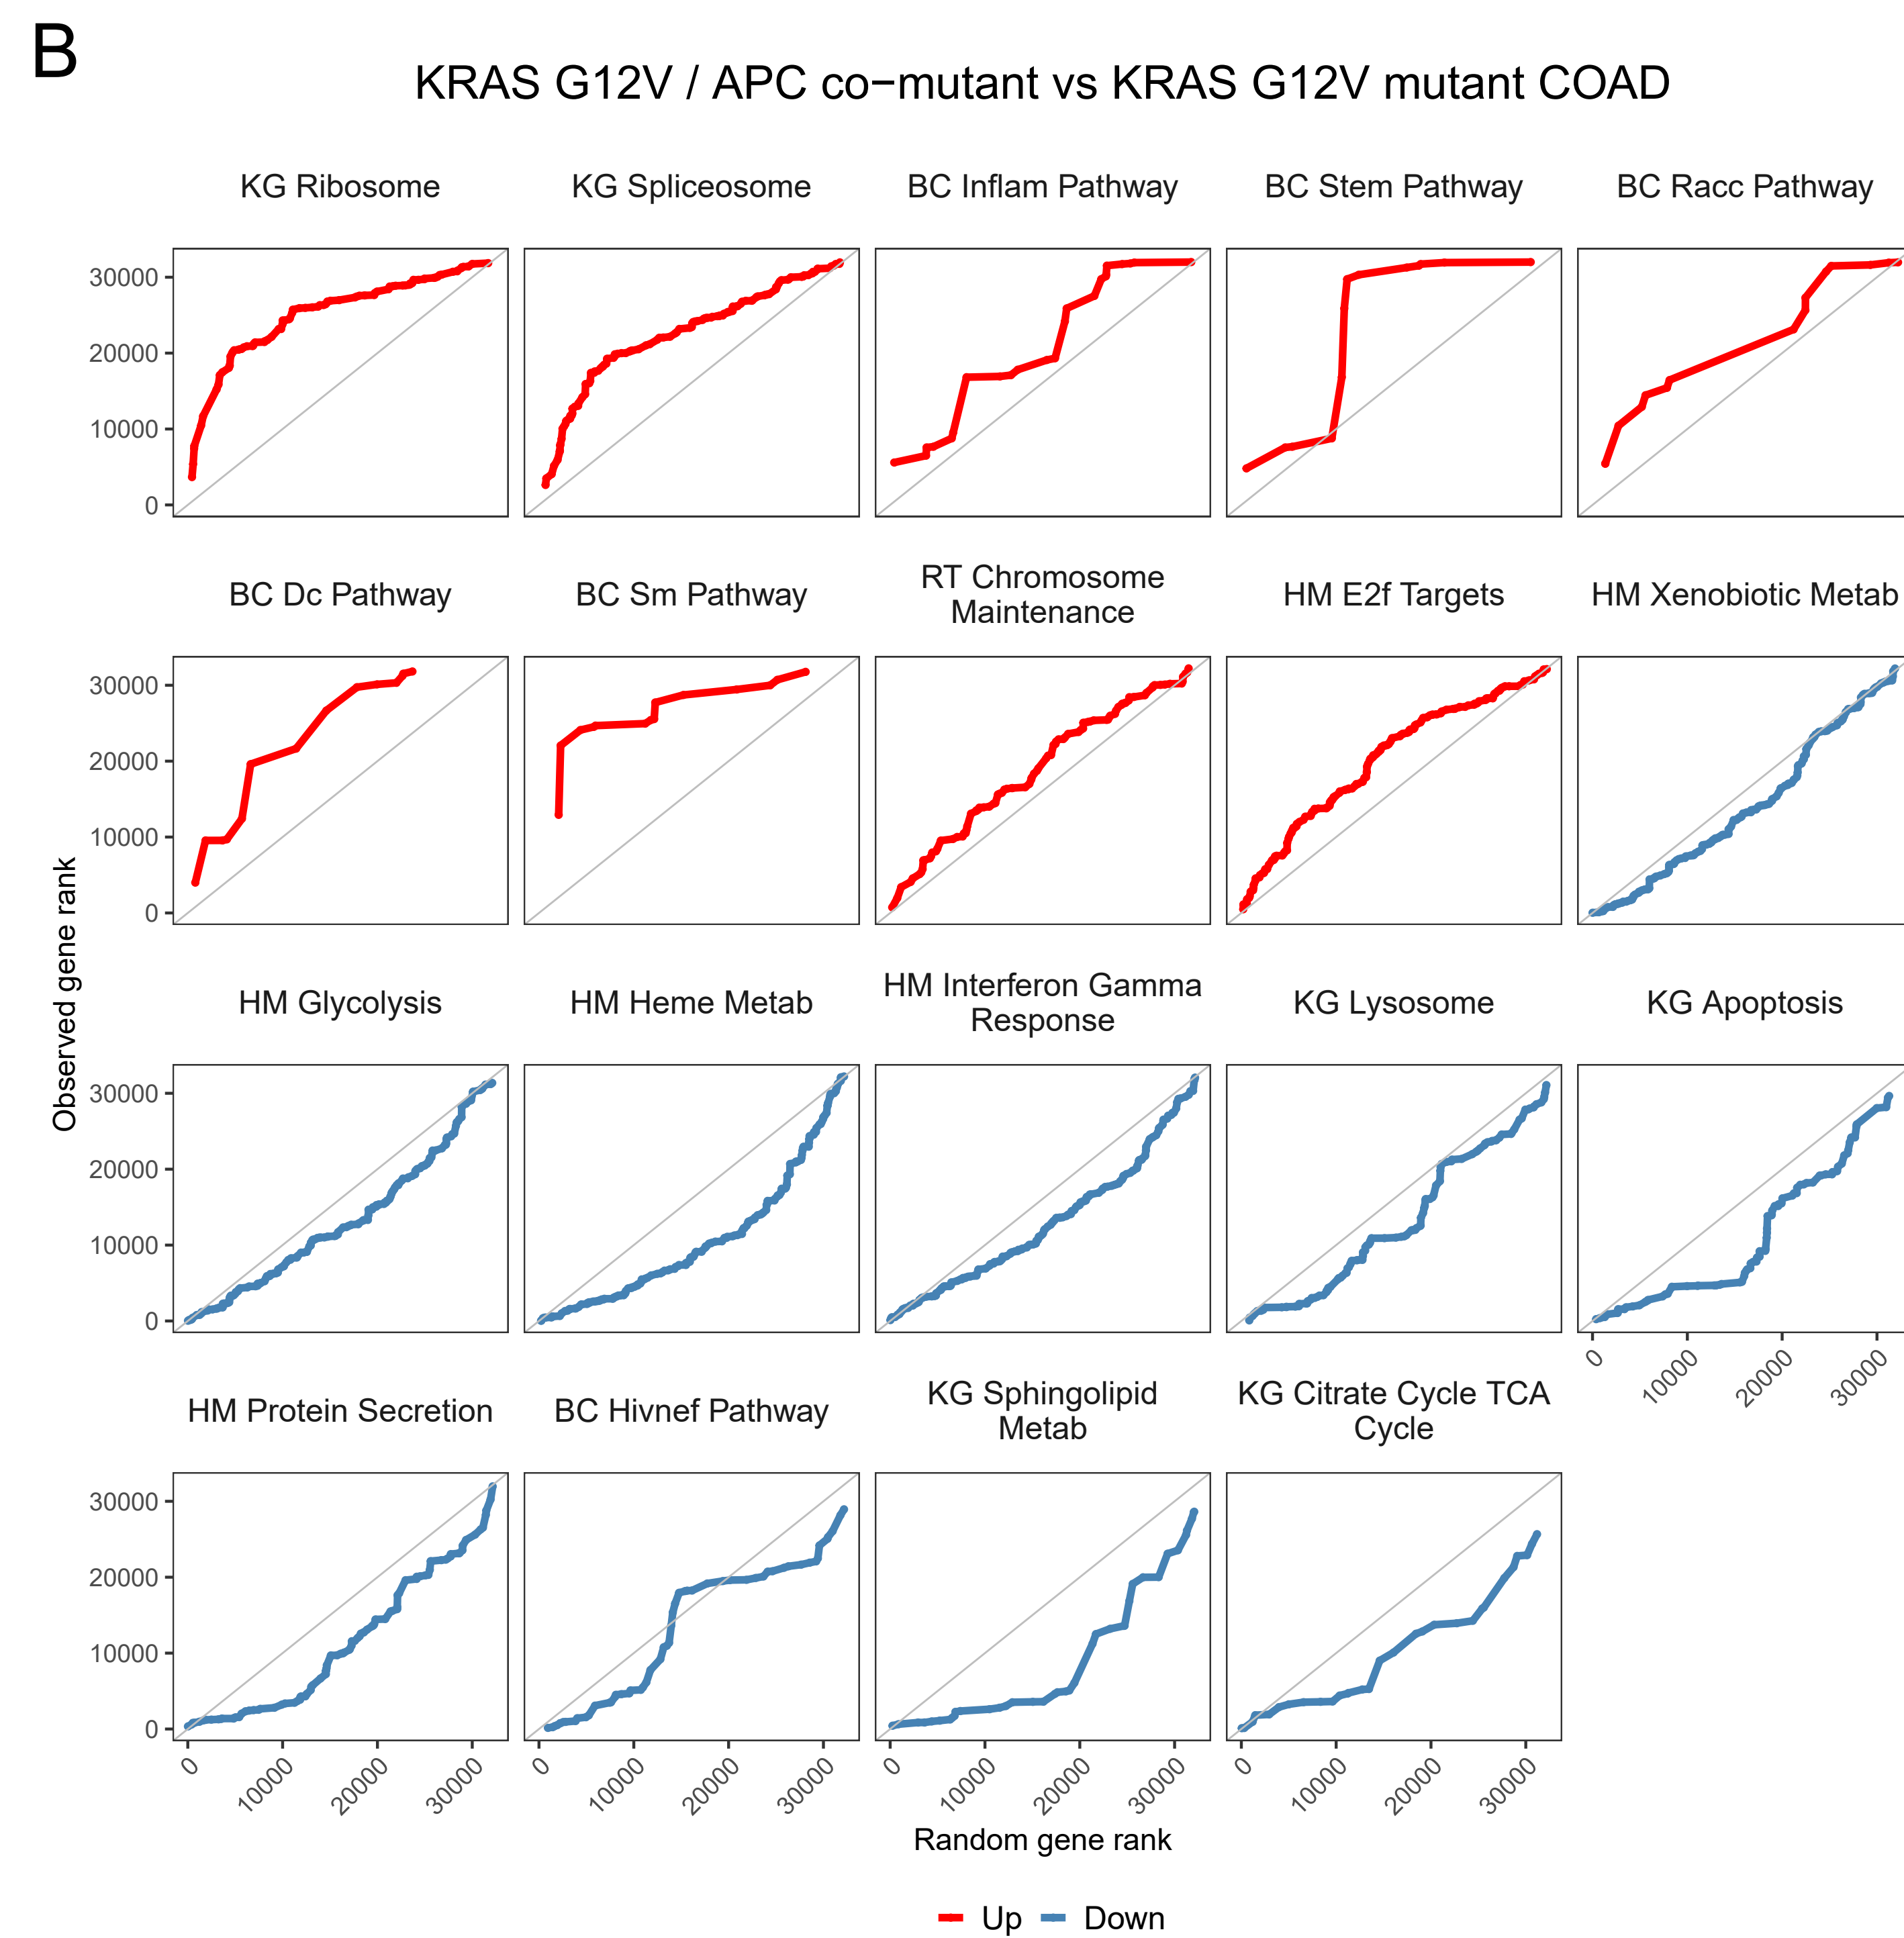 B
KRAS G12V / APC co−mutant vs KRAS G12V mutant COAD
KG Ribosome
KG Spliceosome
BC Inflam Pathway
BC Stem Pathway
BC Racc Pathway
30000
20000
10000
0
BC Dc Pathway
BC Sm Pathway
RT Chromosome
Maintenance
HM E2f Targets
HM Xenobiotic Metab
30000
20000
10000
0
Observed gene rank
HM Glycolysis
HM Heme Metab
HM Interferon Gamma
Response
KG Lysosome
KG Apoptosis
30000
20000
10000
0
0
10000
20000
30000
HM Protein Secretion
BC Hivnef Pathway
KG Sphingolipid
Metab
KG Citrate Cycle TCA
Cycle
30000
20000
10000
0
0
10000
20000
30000
0
10000
20000
30000
0
10000
20000
30000
0
10000
20000
30000
Random gene rank
Up
Down